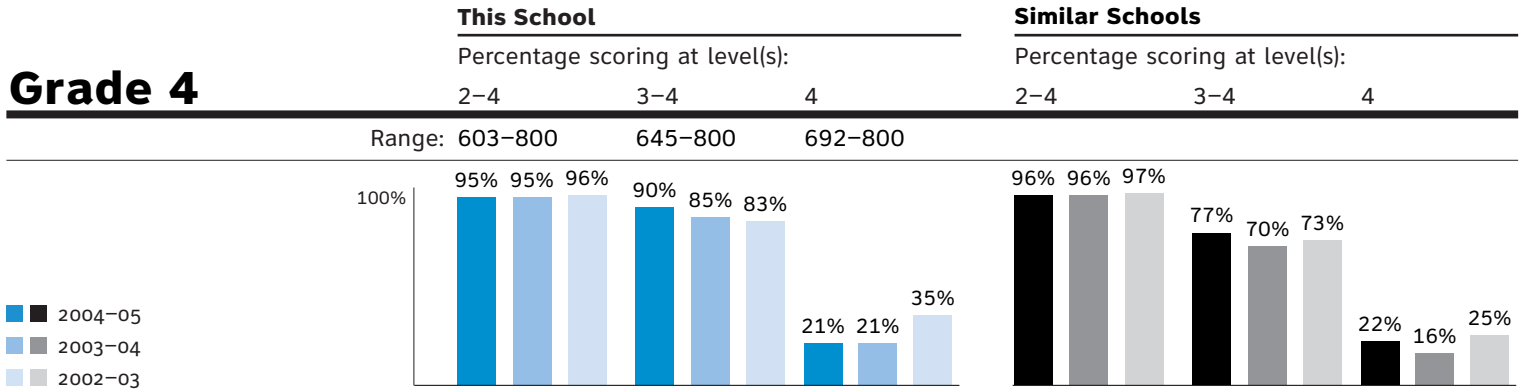 This School Similar Schools
Percentage scoring at level(s): Percentage scoring at level(s):
Grade 4 2–4 3–4 4 2–4 3–4 4
Range: 603–800 645–800 692–800
100% 95% 95% 96% 90% 85% 83% 21% 21% 35% 96% 96% 97% 77% 70% 73% 22% 16% 25%
2004–05
2003–04
2002–03